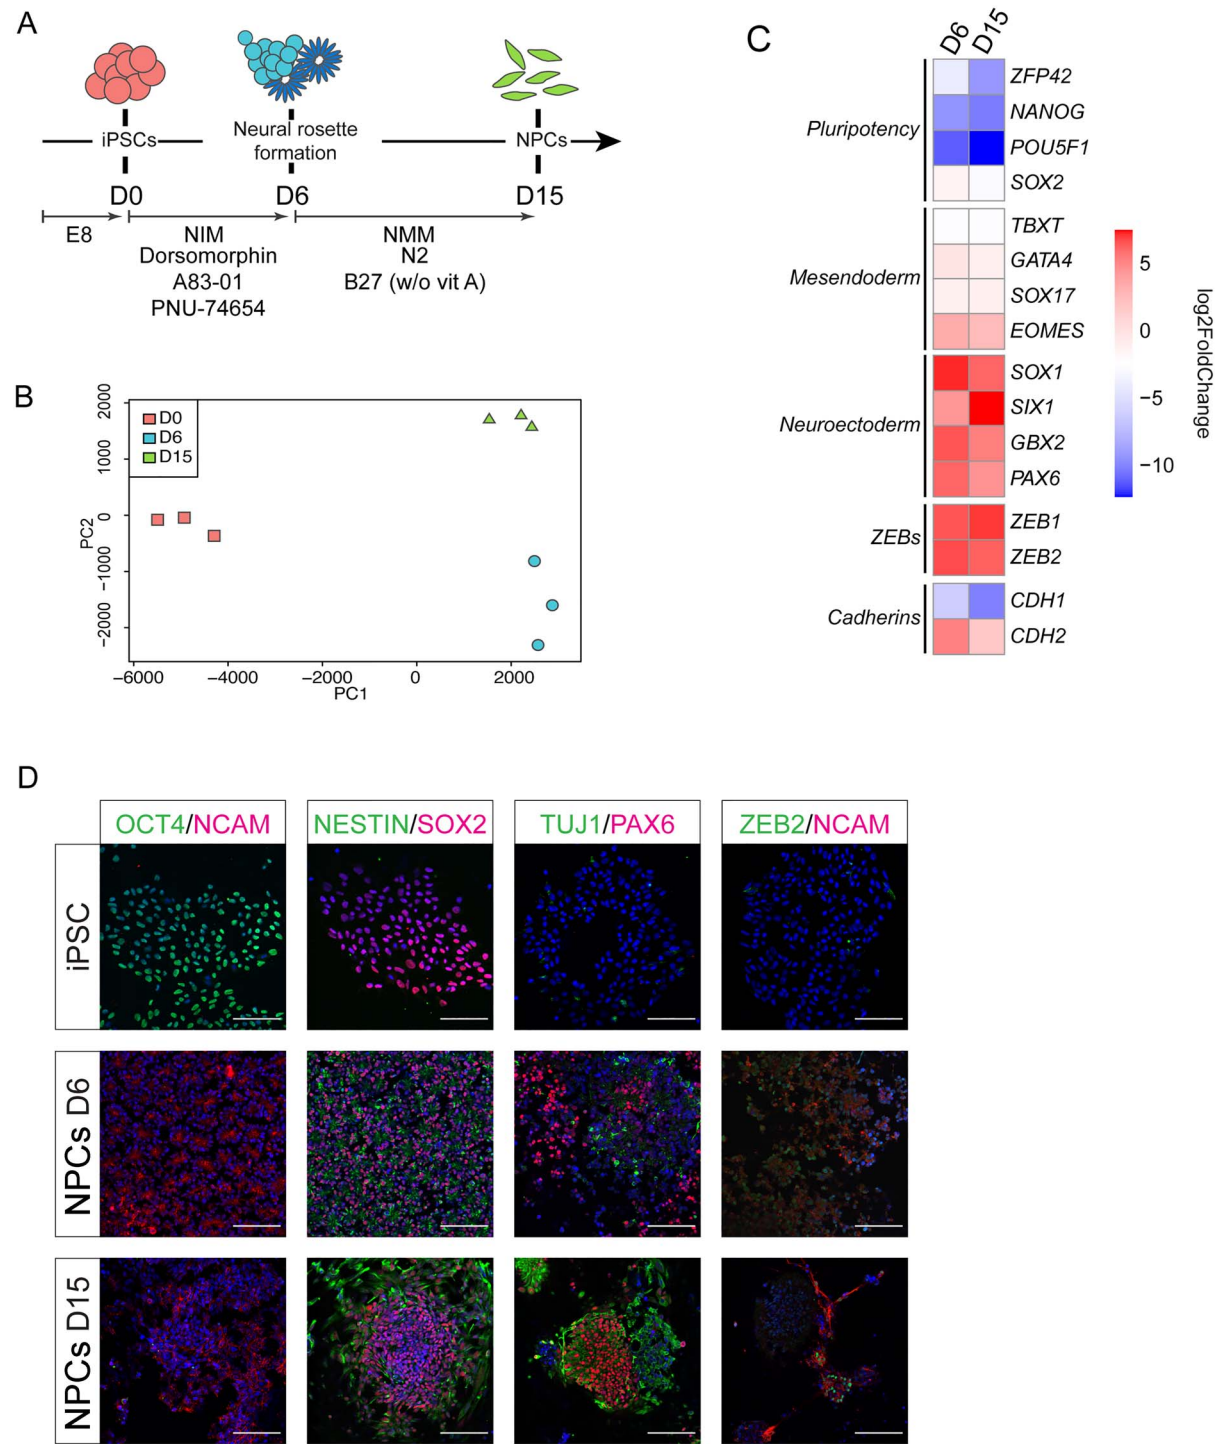 A
iPSCs
Neural rosette
formation
NPCs
D0
D6
D15
E8
NIM
Dorsomorphin
A83-01
PNU-74654
NMM
N2
B27 (w/o vit A)
B
D0
D6
D15
2000
1000
0
−1000
−2000
PC2
−6000
−4000
−2000
0
2000
PC1
C
D6
D15
Pluripotency
ZFP42
NANOG
POU5F1
SOX2
Mesendoderm
TBXT
GATA4
SOX17
EOMES
Neuroectoderm
SOX1
SIX1
GBX2
PAX6
ZEBs
ZEB1
ZEB2
Cadherins
CDH1
CDH2
5
0
−5
−10
log2FoldChange
D
OCT4/NCAM
NESTIN/SOX2
TUJ1/PAX6
ZEB2/NCAM
iPSC
NPCs D6
NPCs D15